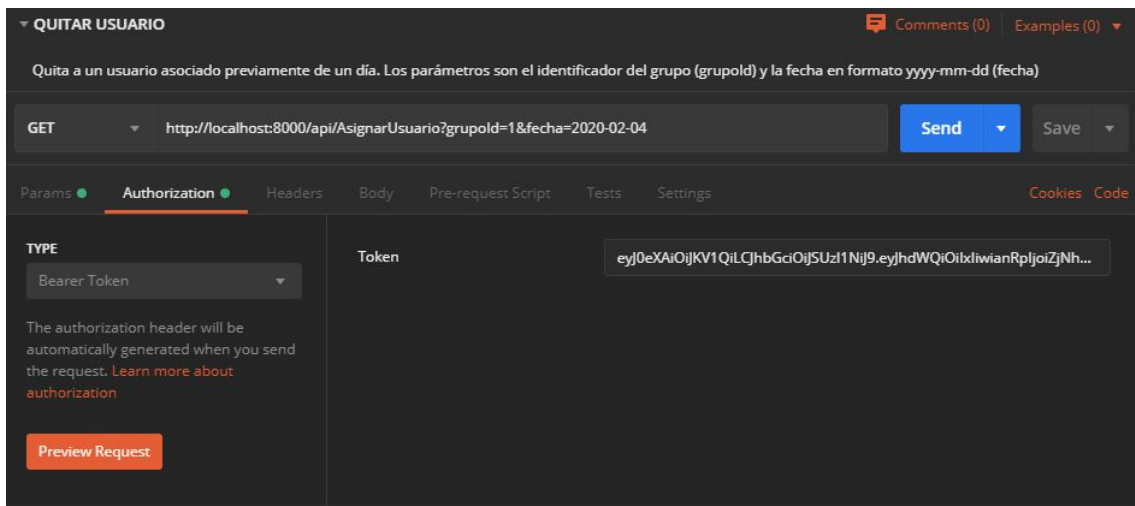 QUITAR USUARIO
Comments (0) Examples (0)
Quita a un usuario asociado previamente de un día. Los parámetros son el identificador del grupo (grupoId) y la fecha en formato yyyy-mm-dd (fecha)
GET http://localhost:8000/api/AsignarUsuario?grupoId=1&fecha=2020-02-04 Send Save
Params Authorization Headers Body Pre-request Script Tests Settings Cookies Code
TYPE
Bearer Token
The authorization header will be
automatically generated when you send
the request. Learn more about
authorization
Preview Request
Token eyJ0eXAiOiJKV1QiLCJhbGciOiJSUzI1NiJ9.eyJhdWQiOiIxIiwianRpIjoiZjNh...